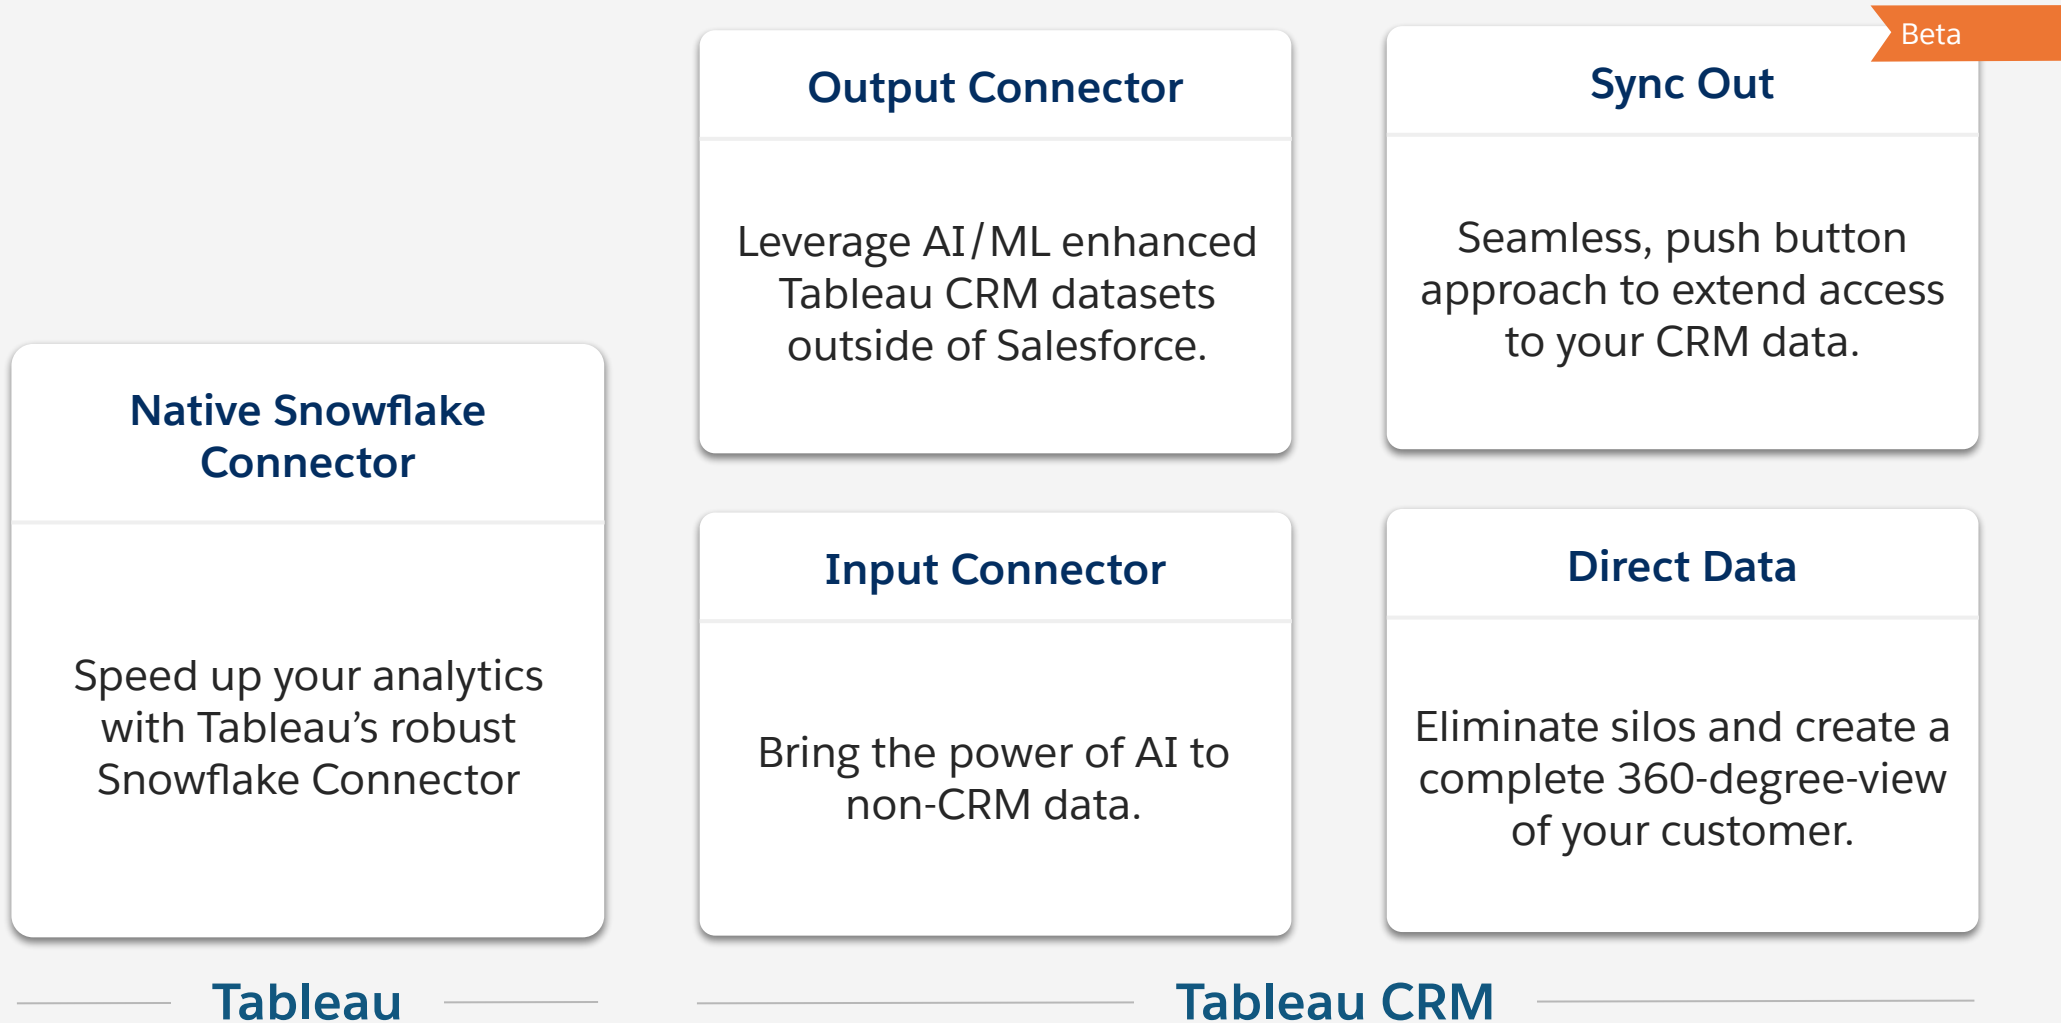 Beta
Output Connector
Leverage AI/ML enhanced
Tableau CRM datasets
outside of Salesforce.
Sync Out
Seamless, push button
approach to extend access
to your CRM data.
Native Snowflake
Connector
Speed up your analytics
with Tableau’s robust
Snowflake Connector
Input Connector
Bring the power of AI to
non-CRM data.
Direct Data
Eliminate silos and create a
complete 360-degree-view
of your customer.
Tableau
Tableau CRM